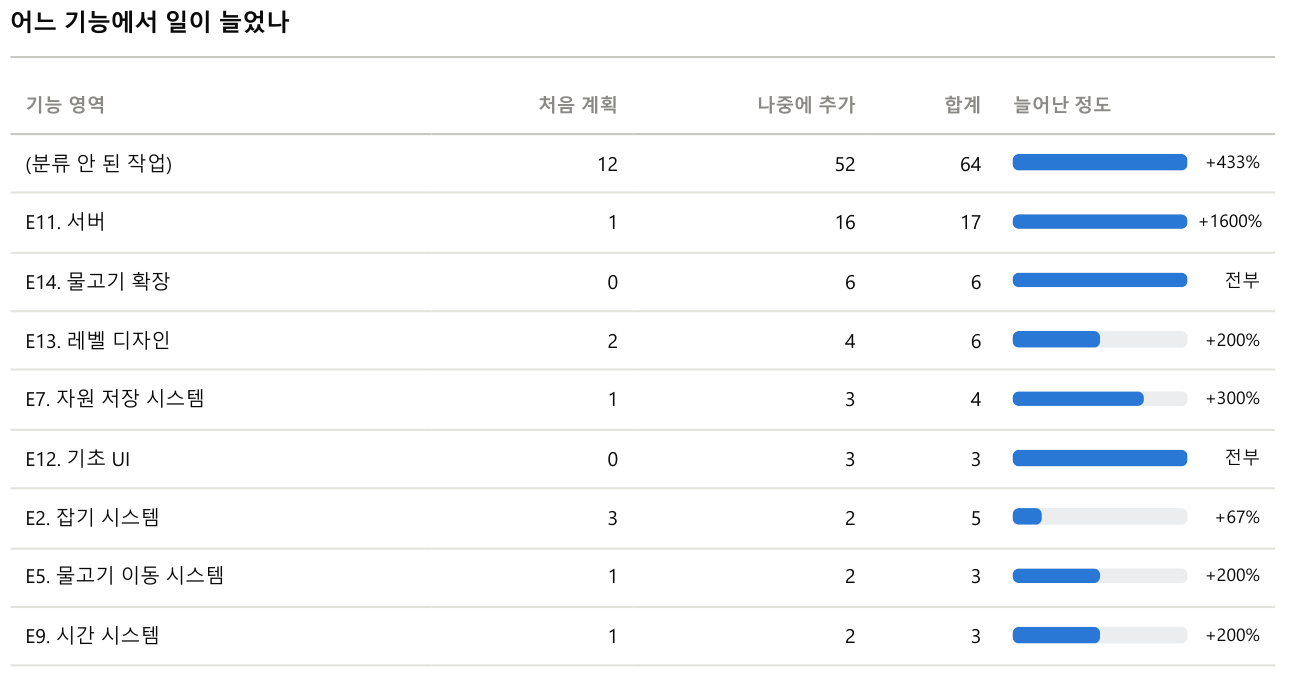 어느 기능에서 일이 늘었나
기능 영역 처음 계획 나중에 추가 합계 늘어난 정도
(분류 안 된 작업) 12 52 64 +433%
E11. 서버 1 16 17 +1600%
E14. 물고기 확장 0 6 6 전부
E13. 레벨 디자인 2 4 6 +200%
E7. 자원 저장 시스템 1 3 4 +300%
E12. 기초 UI 0 3 3 전부
E2. 잡기 시스템 3 2 5 +67%
E5. 물고기 이동 시스템 1 2 3 +200%
E9. 시간 시스템 1 2 3 +200%